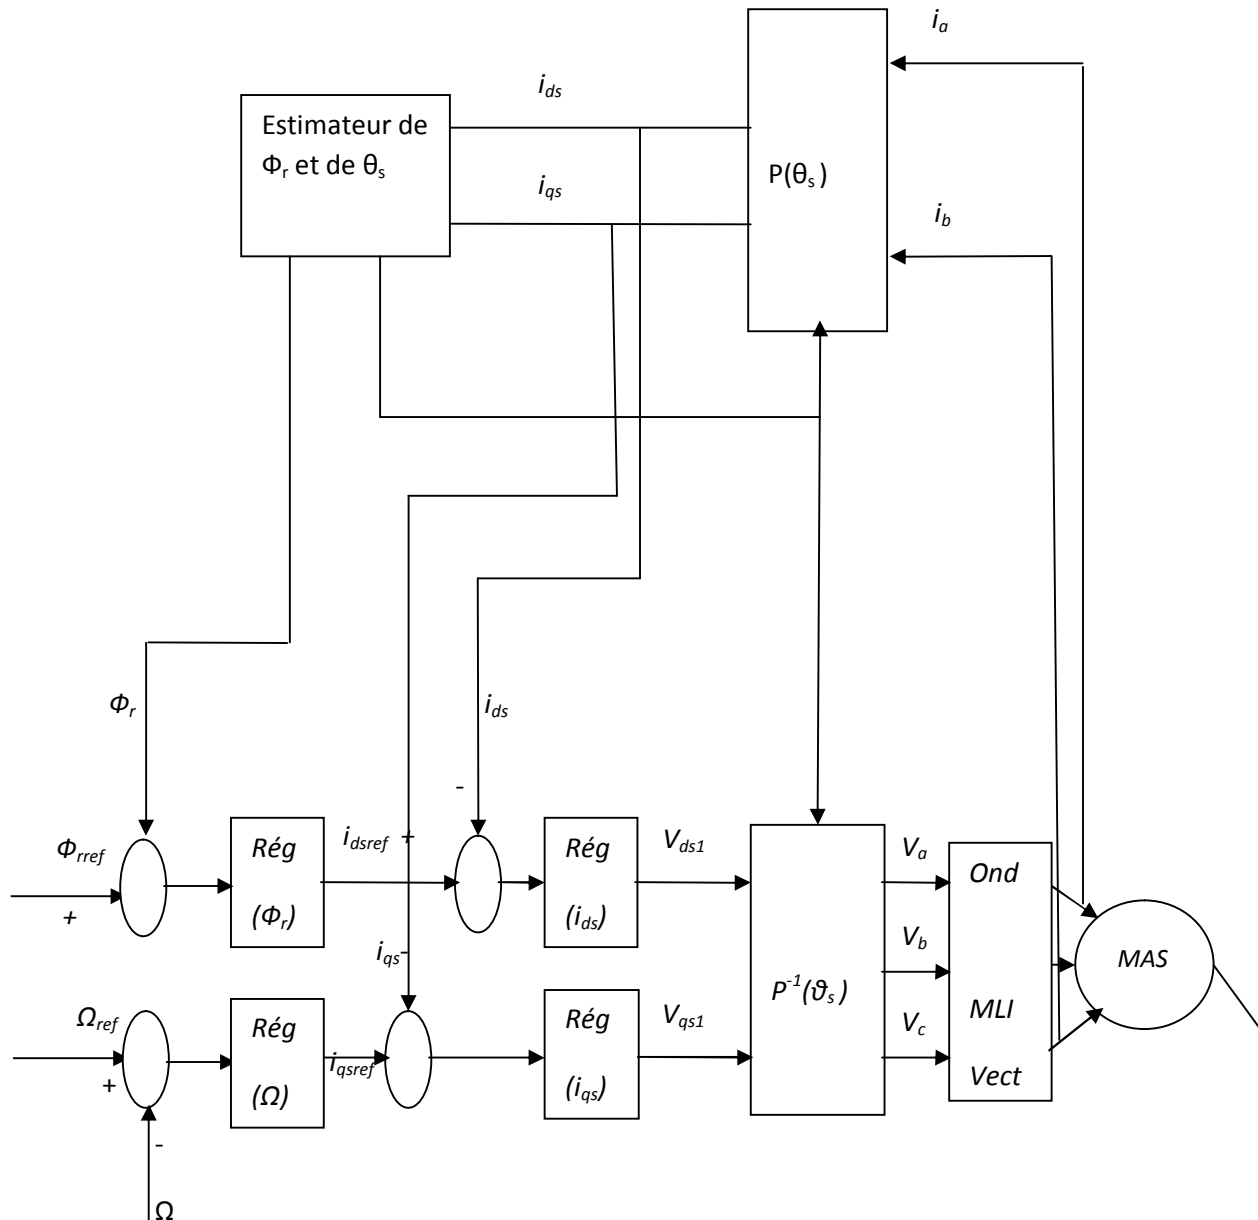 i_a
i_ds
Estimateur de
Φ_r et de θ_s
P(θ_s)
i_qs
i_b
Φ_r
i_ds
-
Φ_rref
+
Rég
(Φ_r)
i_dsref +
Rég
(i_ds)
V_ds1
V_a
Ond
i_qs-
V_b
MAS
P^-1(ϑ_s)
Ω_ref
+
Rég
(Ω)
i_qsref
Rég
(i_qs)
V_qs1
V_c
MLI
Vect
-
Ω